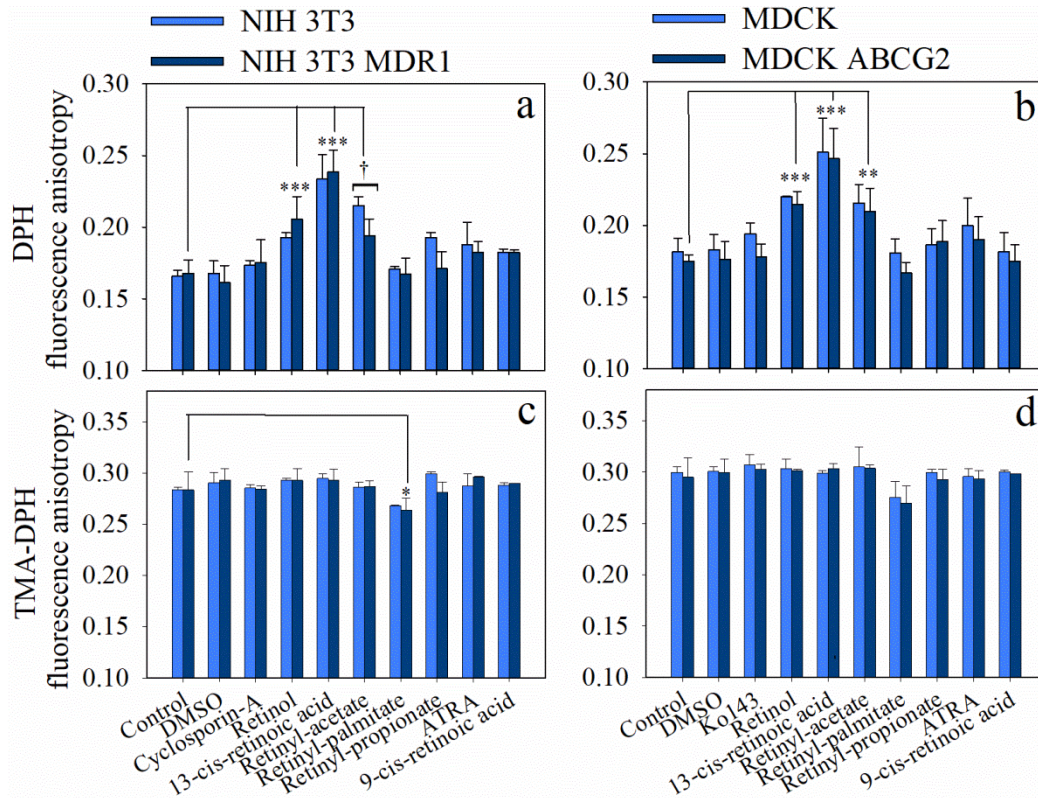 NIH 3T3
NIH 3T3 MDR1
MDCK
MDCK ABCG2
DPH
fluorescence anisotropy
0.30
0.25
0.20
0.15
0.10
a
***
***
†
0.30
0.25
0.20
0.15
0.10
b
***
***
**
TMA-DPH
fluorescence anisotropy
0.35
0.30
0.25
0.20
0.10
c
*
0.35
0.30
0.25
0.20
0.10
d
Control
DMSO
Cyclosporin-A
Retinol
13-cis-retinoic acid
Retinyl-acetate
Retinyl-palmitate
Retinyl-propionate
ATRA
9-cis-retinoic acid
Control
DMSO
Ko143
Retinol
13-cis-retinoic acid
Retinyl-acetate
Retinyl-palmitate
Retinyl-propionate
ATRA
9-cis-retinoic acid